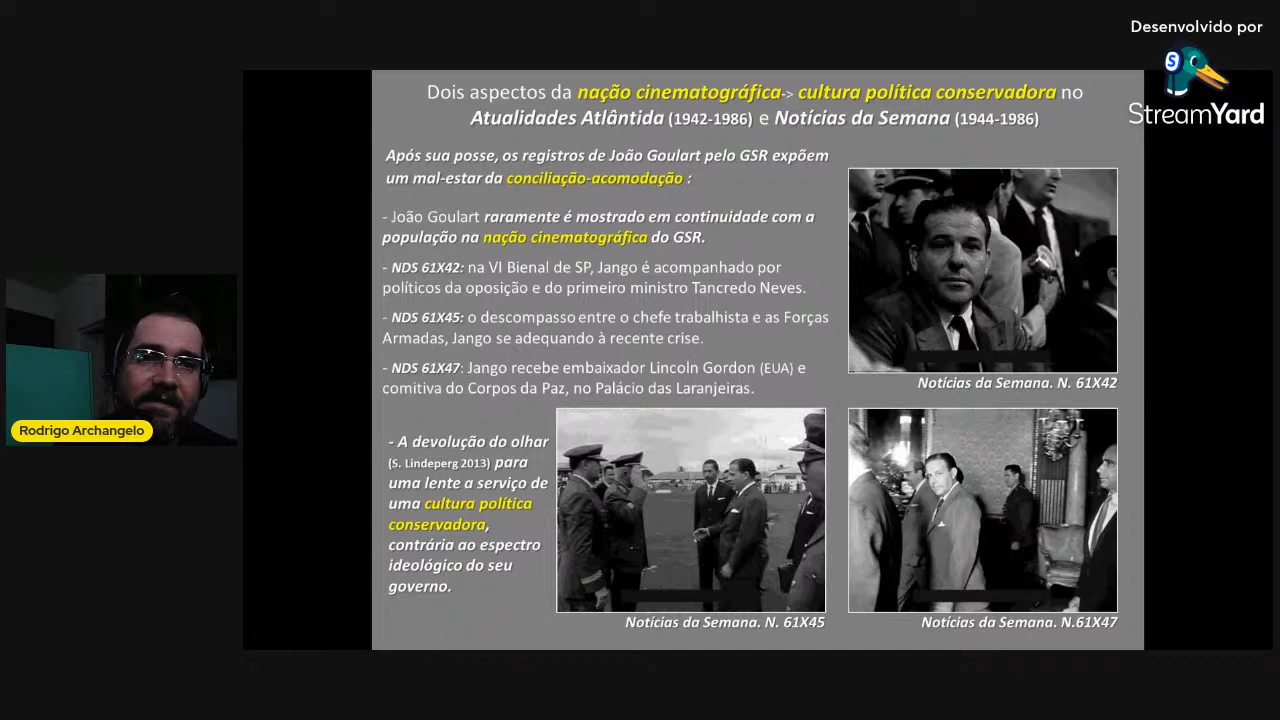 Desenvolvido por
StreamYard
Dois aspectos da nação cinematográfica-> cultura política conservadora no
Atualidades Atlântida (1942-1986) e Notícias da Semana (1944-1986)
Após sua posse, os registros de João Goulart pelo GSR expõem
um mal-estar da conciliação-acomodação :
- João Goulart raramente é mostrado em continuidade com a
população na nação cinematográfica do GSR.
- NDS 61X42: na VI Bienal de SP, Jango é acompanhado por
políticos da oposição e do primeiro ministro Tancredo Neves.
- NDS 61X45: o descompasso entre o chefe trabalhista e as Forças
Armadas, Jango se adequando à recente crise.
- NDS 61X47: Jango recebe embaixador Lincoln Gordon (EUA) e
comitiva do Corpos da Paz, no Palácio das Laranjeiras.
Notícias da Semana. N. 61X42
- A devolução do olhar
(S. Lindeperg 2013) para
uma lente a serviço de
uma cultura política
conservadora,
contrária ao espectro
ideológico do seu
governo.
Notícias da Semana. N. 61X45
Notícias da Semana. N.61X47
Rodrigo Archangelo